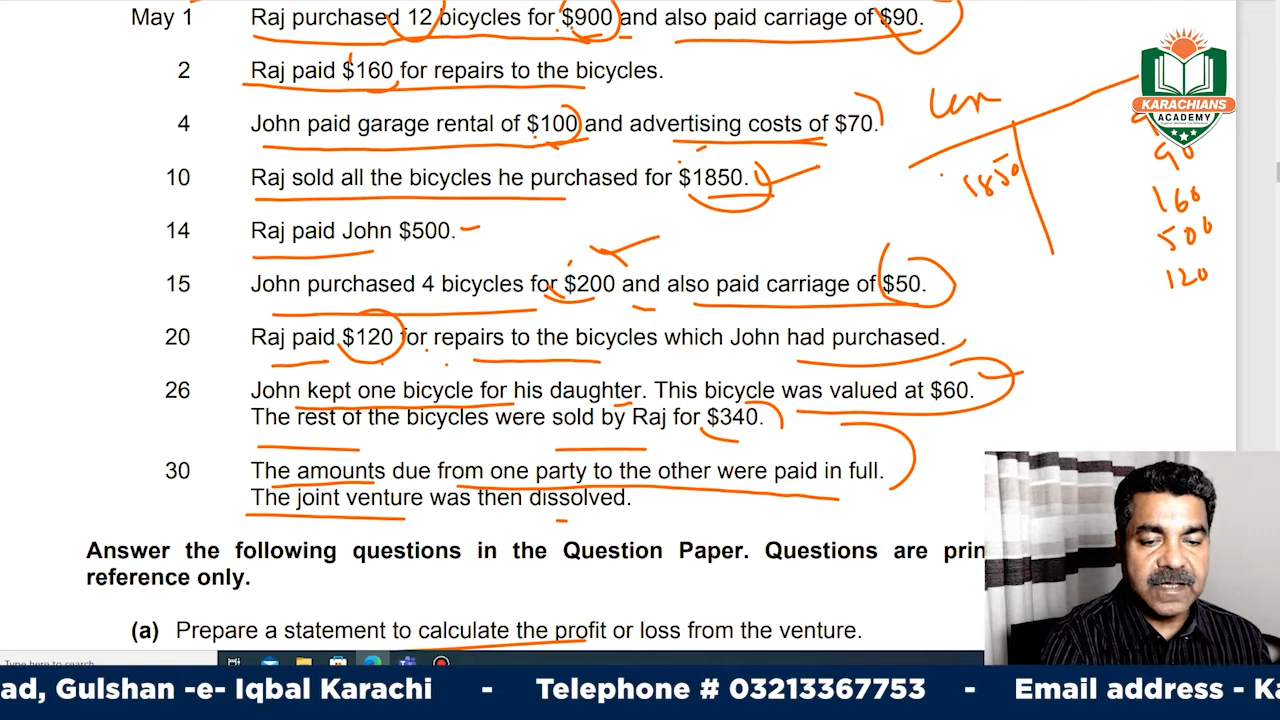 May 1 Raj purchased 12 bicycles for $900 and also paid carriage of $90.
2 Raj paid $160 for repairs to the bicycles.
4 John paid garage rental of $100 and advertising costs of $70.
10 Raj sold all the bicycles he purchased for $1850.
14 Raj paid John $500.
15 John purchased 4 bicycles for $200 and also paid carriage of $50.
20 Raj paid $120 for repairs to the bicycles which John had purchased.
26 John kept one bicycle for his daughter. This bicycle was valued at $60.
The rest of the bicycles were sold by Raj for $340.
30 The amounts due from one party to the other were paid in full.
The joint venture was then dissolved.
Answer the following questions in the Question Paper. Questions are prin
reference only.
(a) Prepare a statement to calculate the profit or loss from the venture.
KARACHIANS
ACADEMY
1850
90
160
500
120
Type here to search
ad, Gulshan -e- Iqbal Karachi - Telephone # 03213367753 - Email address - Ka